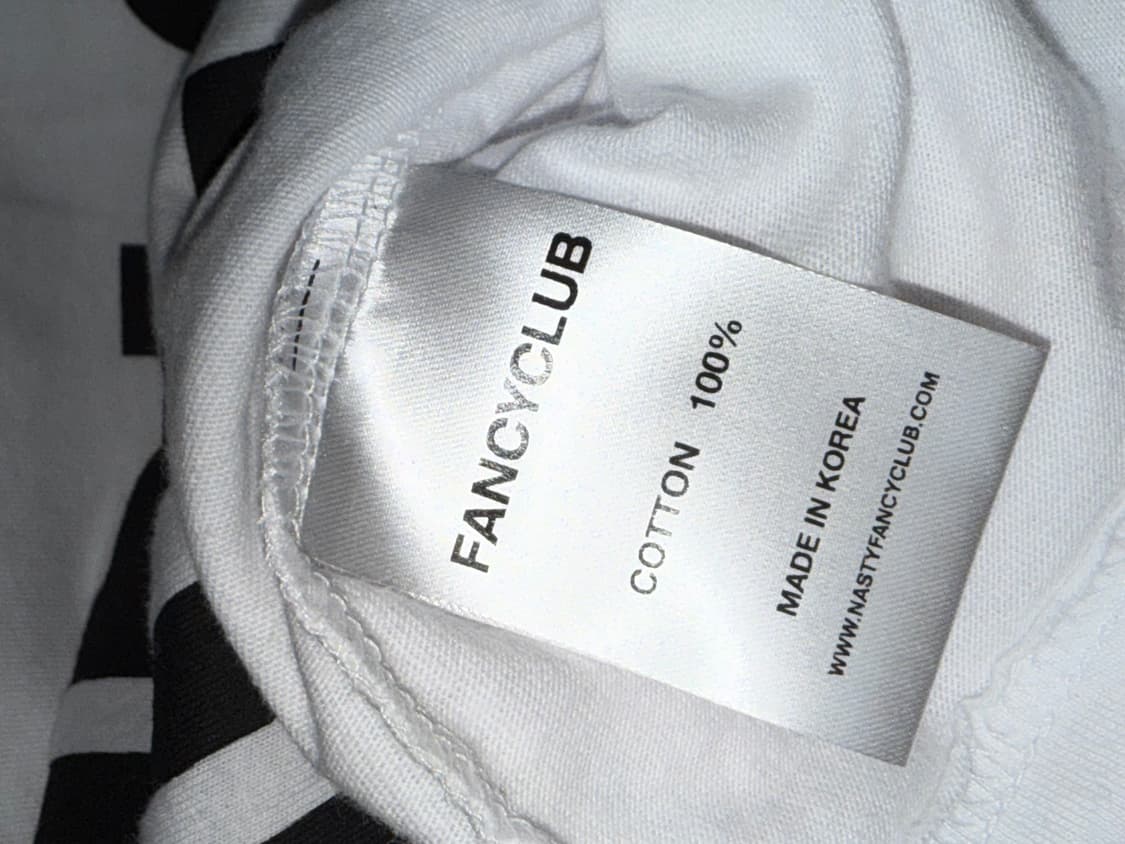 FANCYCLUB
COTTON 100%
MADE IN KOREA
WWW.NASTYFANCYCLUB.COM